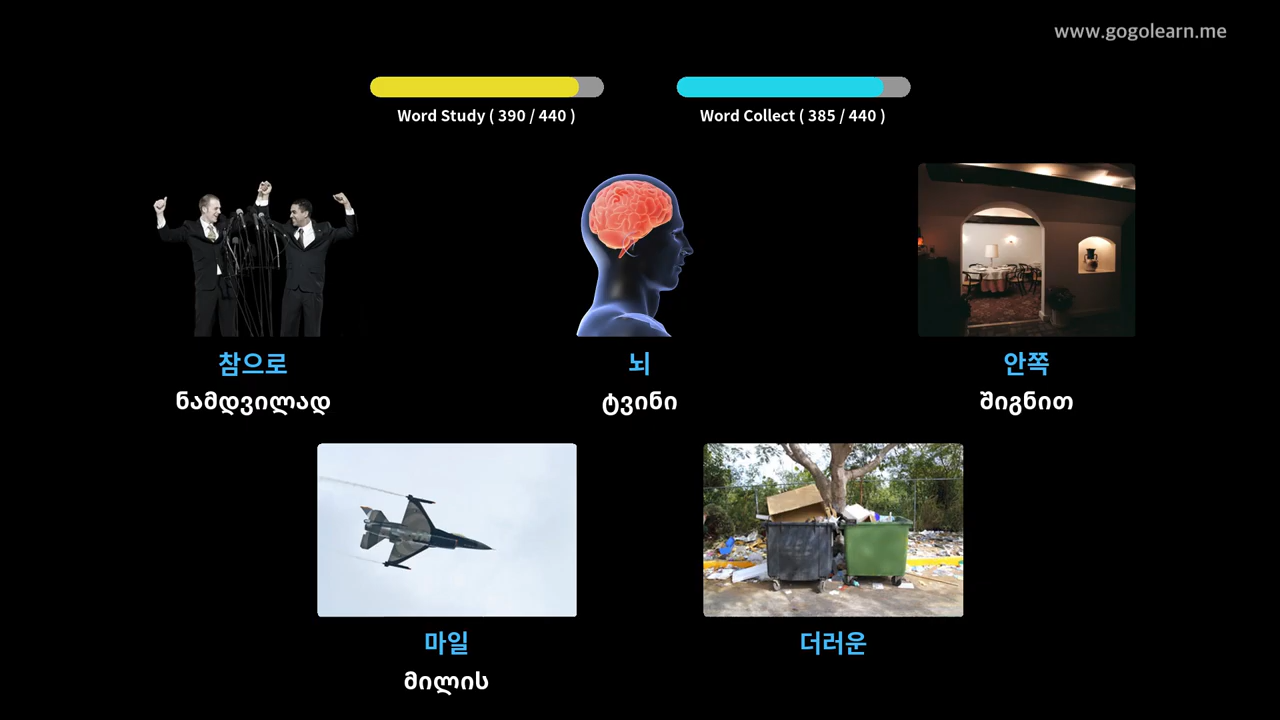 www.gogolearn.me
Word Study ( 390 / 440 )
Word Collect ( 385 / 440 )
참으로
ნამდვილად
뇌
ტვინი
안쪽
შიგნით
마일
მილის
더러운